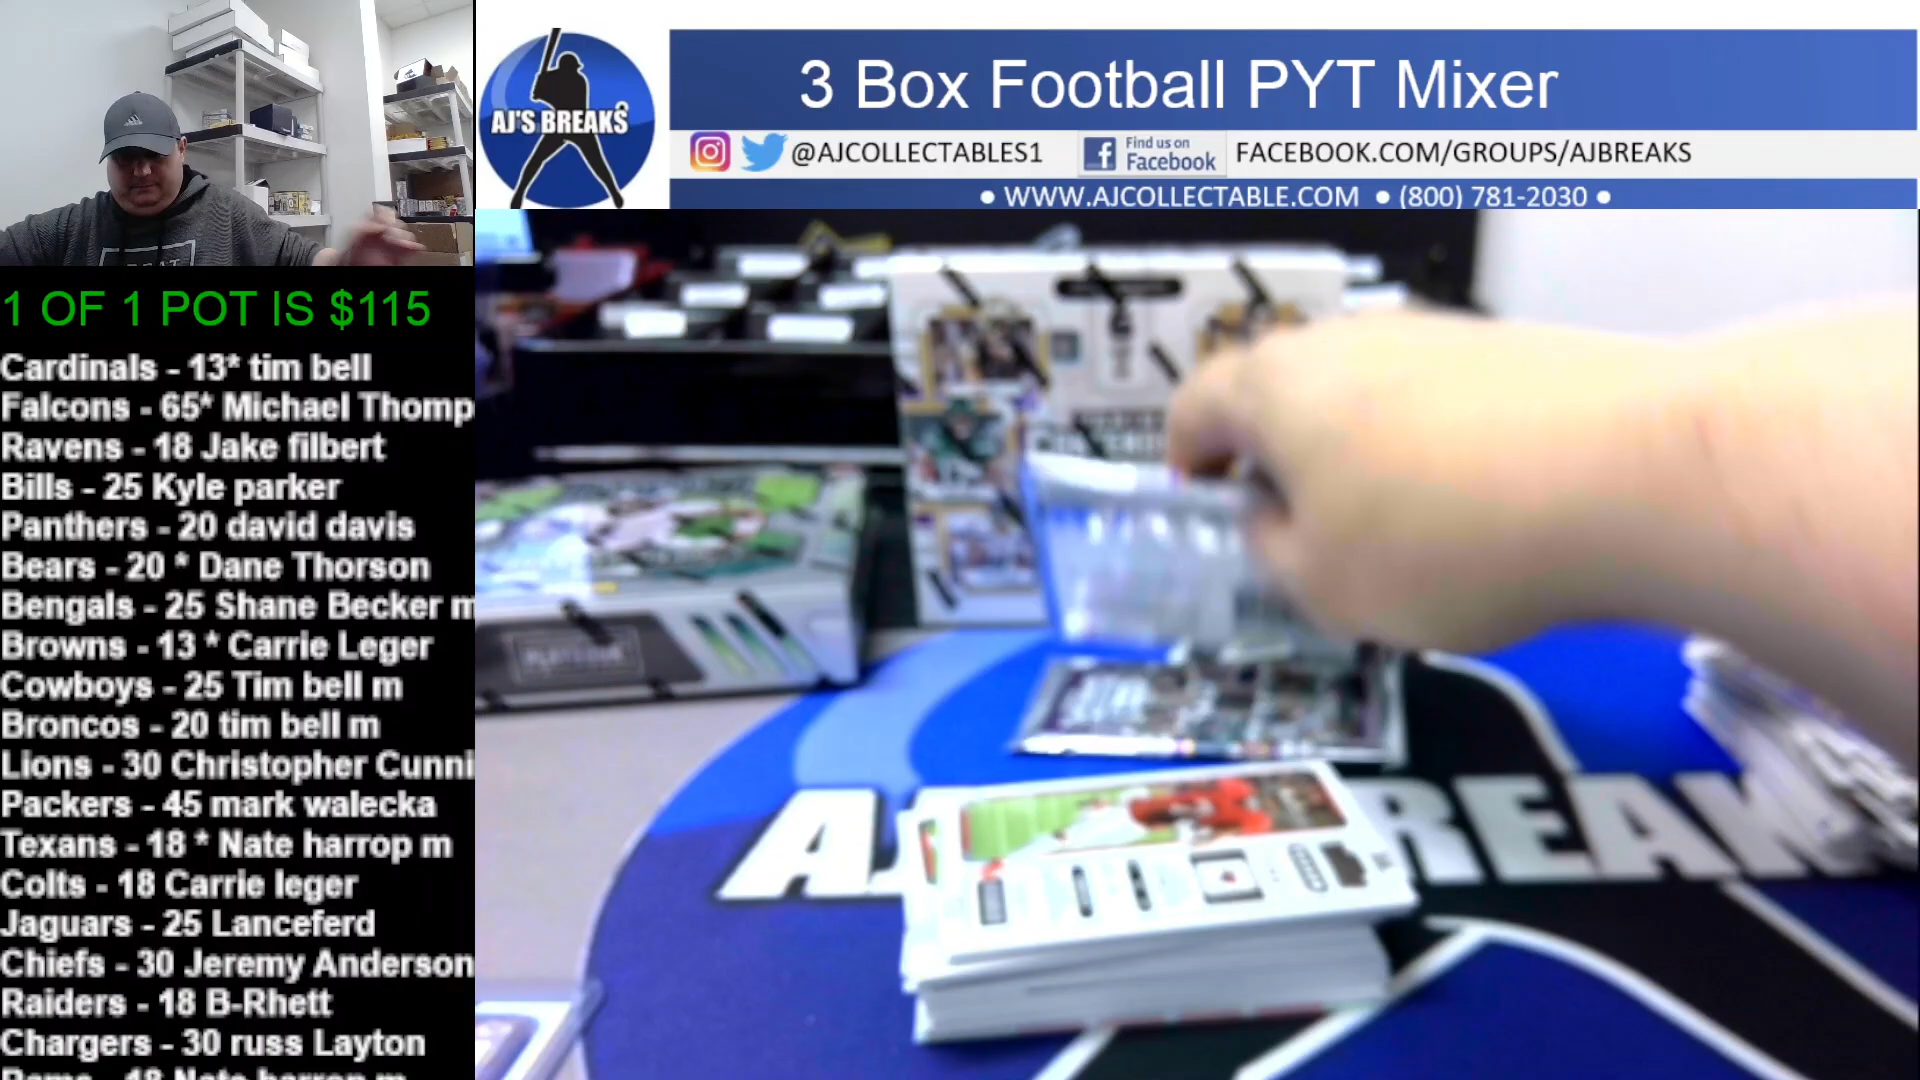 3 Box Football PYT Mixer
AJ'S BREAKS
@AJCOLLECTABLES1
Find us on
Facebook
FACEBOOK.COM/GROUPS/AJBREAKS
• WWW.AJCOLLECTABLE.COM • (800) 781-2030 •
1 OF 1 POT IS $115
Cardinals - 13* tim bell
Falcons - 65* Michael Thomp
Ravens - 18 Jake filbert
Bills - 25 Kyle parker
Panthers - 20 david davis
Bears - 20 * Dane Thorson
Bengals - 25 Shane Becker m
Browns - 13 * Carrie Leger
Cowboys - 25 Tim bell m
Broncos - 20 tim bell m
Lions - 30 Christopher Cunni
Packers - 45 mark walecka
Texans - 18 * Nate harrop m
Colts - 18 Carrie leger
Jaguars - 25 Lanceferd
Chiefs - 30 Jeremy Anderson
Raiders - 18 B-Rhett
Chargers - 30 russ Layton
Rams - 18 Nate harrop m